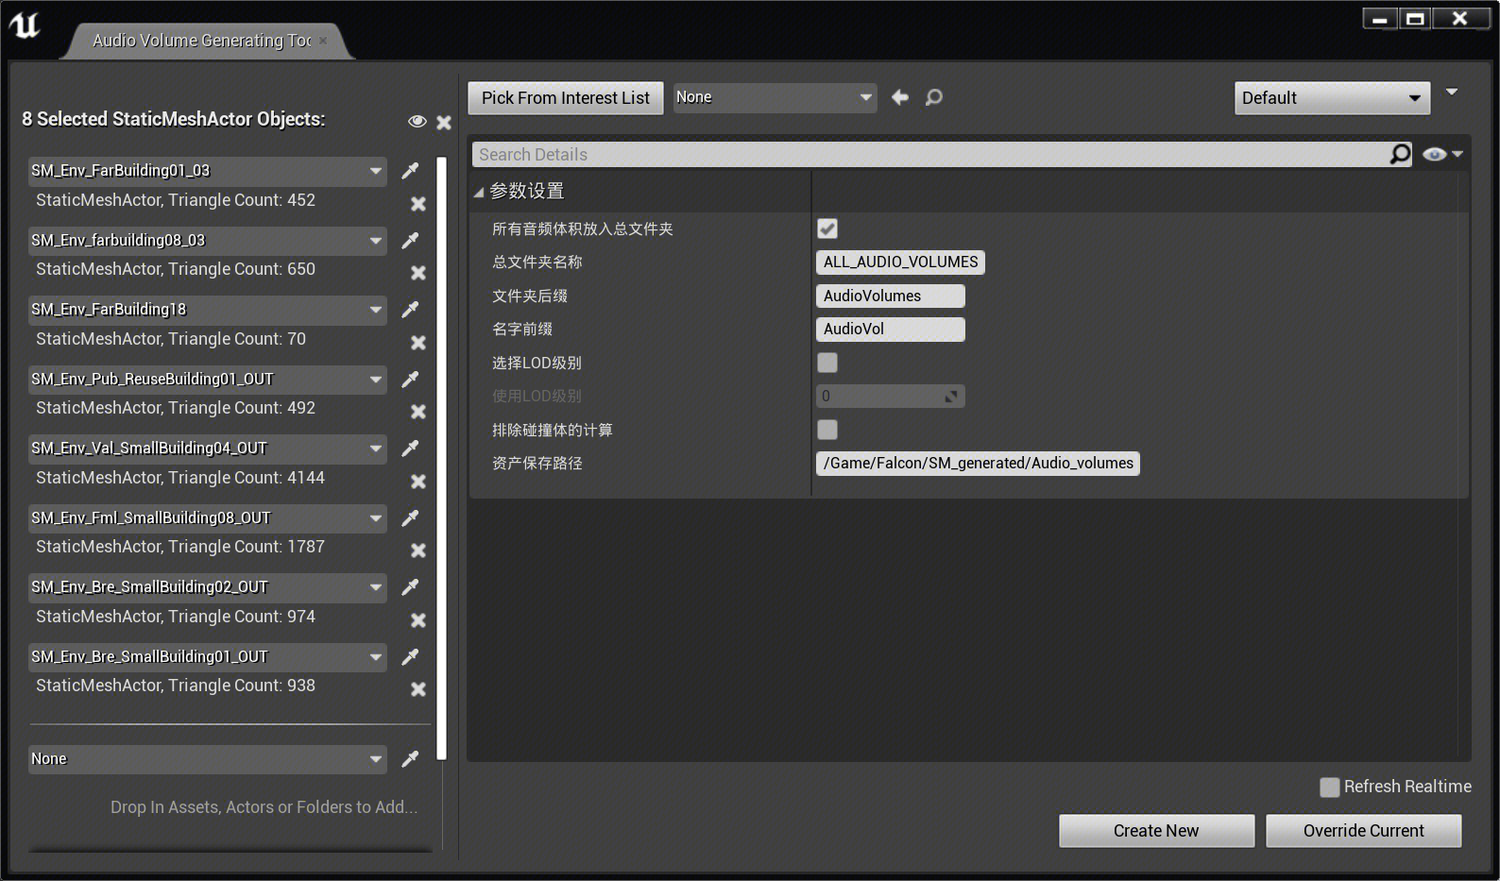 Audio Volume Generating Too
8 Selected StaticMeshActor Objects:
SM_Env_FarBuilding01_03
StaticMeshActor, Triangle Count: 452
SM_Env_farbuilding08_03
StaticMeshActor, Triangle Count: 650
SM_Env_FarBuilding18
StaticMeshActor, Triangle Count: 70
SM_Env_Pub_ReuseBuilding01_OUT
StaticMeshActor, Triangle Count: 492
SM_Env_Val_SmallBuilding04_OUT
StaticMeshActor, Triangle Count: 4144
SM_Env_Fml_SmallBuilding08_OUT
StaticMeshActor, Triangle Count: 1787
SM_Env_Bre_SmallBuilding02_OUT
StaticMeshActor, Triangle Count: 974
SM_Env_Bre_SmallBuilding01_OUT
StaticMeshActor, Triangle Count: 938
None
Drop In Assets, Actors or Folders to Add...
Pick From Interest List
None
Default
Search Details
参数设置
所有音频体积放入总文件夹
总文件夹名称 ALL_AUDIO_VOLUMES
文件夹后缀 AudioVolumes
名字前缀 AudioVol
选择LOD级别
使用LOD级别 0
排除碰撞体的计算
资产保存路径 /Game/Falcon/SM_generated/Audio_volumes
Refresh Realtime
Create New
Override Current